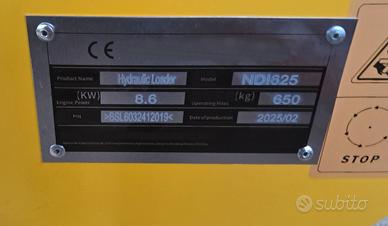 CE
Product Name Hydraulic Loader Model NDI625
(KW) Engine Power 8.6 (kg) Operating Mass 650
PIN >BSL6032412019< Date of production 2025/02
STOP
subito